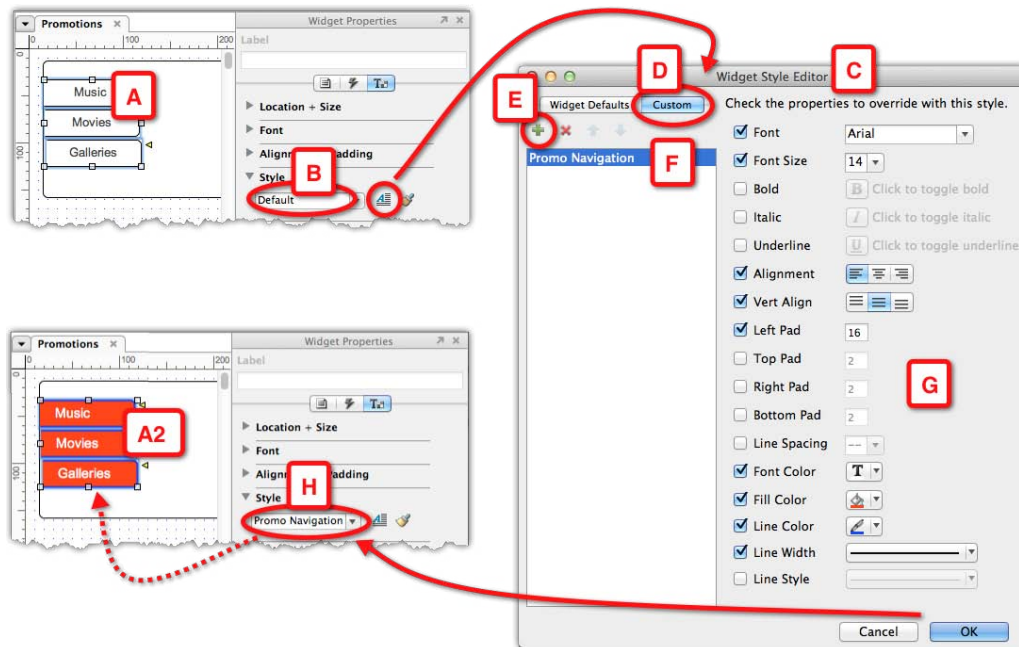 Promotions
Widget Properties
0
100
200
Label
Music
A
Movies
Galleries
100
Location + Size
Font
Padding
B
Style
Default
Widget Style Editor
C
D
E
Widget Defaults
Custom
Check the properties to override with this style.
Promo Navigation
F
Font
Arial
Font Size
14
Bold
B
Click to toggle bold
Italic
I
Click to toggle italic
Underline
U
Click to toggle underline
Alignment
Vert Align
Left Pad
16
Top Pad
2
Right Pad
2
Bottom Pad
2
G
Line Spacing
--
Font Color
T
Fill Color
Line Color
Line Width
Line Style
Cancel
OK
Promotions
Widget Properties
0
100
200
Label
Music
Movies
A2
Galleries
100
Location + Size
Font
H
Style
Promo Navigation